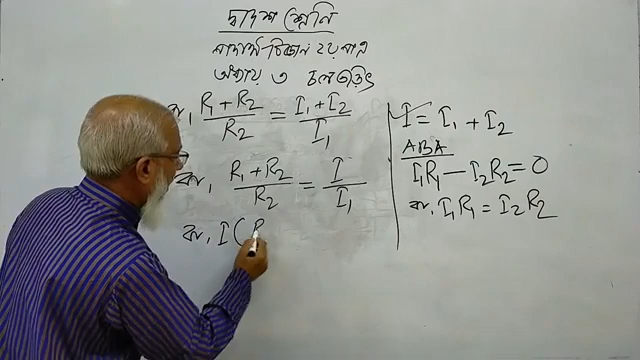 দ্বাদশ শ্রেণি
পদার্থবিজ্ঞান ২য় পত্র
অধ্যায় ৩ চল তড়িৎ
বা, (R₁ + R₂)/R₂ = (I₁ + I₂)/I₁
বা, (R₁ + R₂)/R₂ = I/I₁
বা, I ( R
I = I₁ + I₂
ABA
I₁R₁ − I₂R₂ = 0
বা, I₁R₁ = I₂R₂